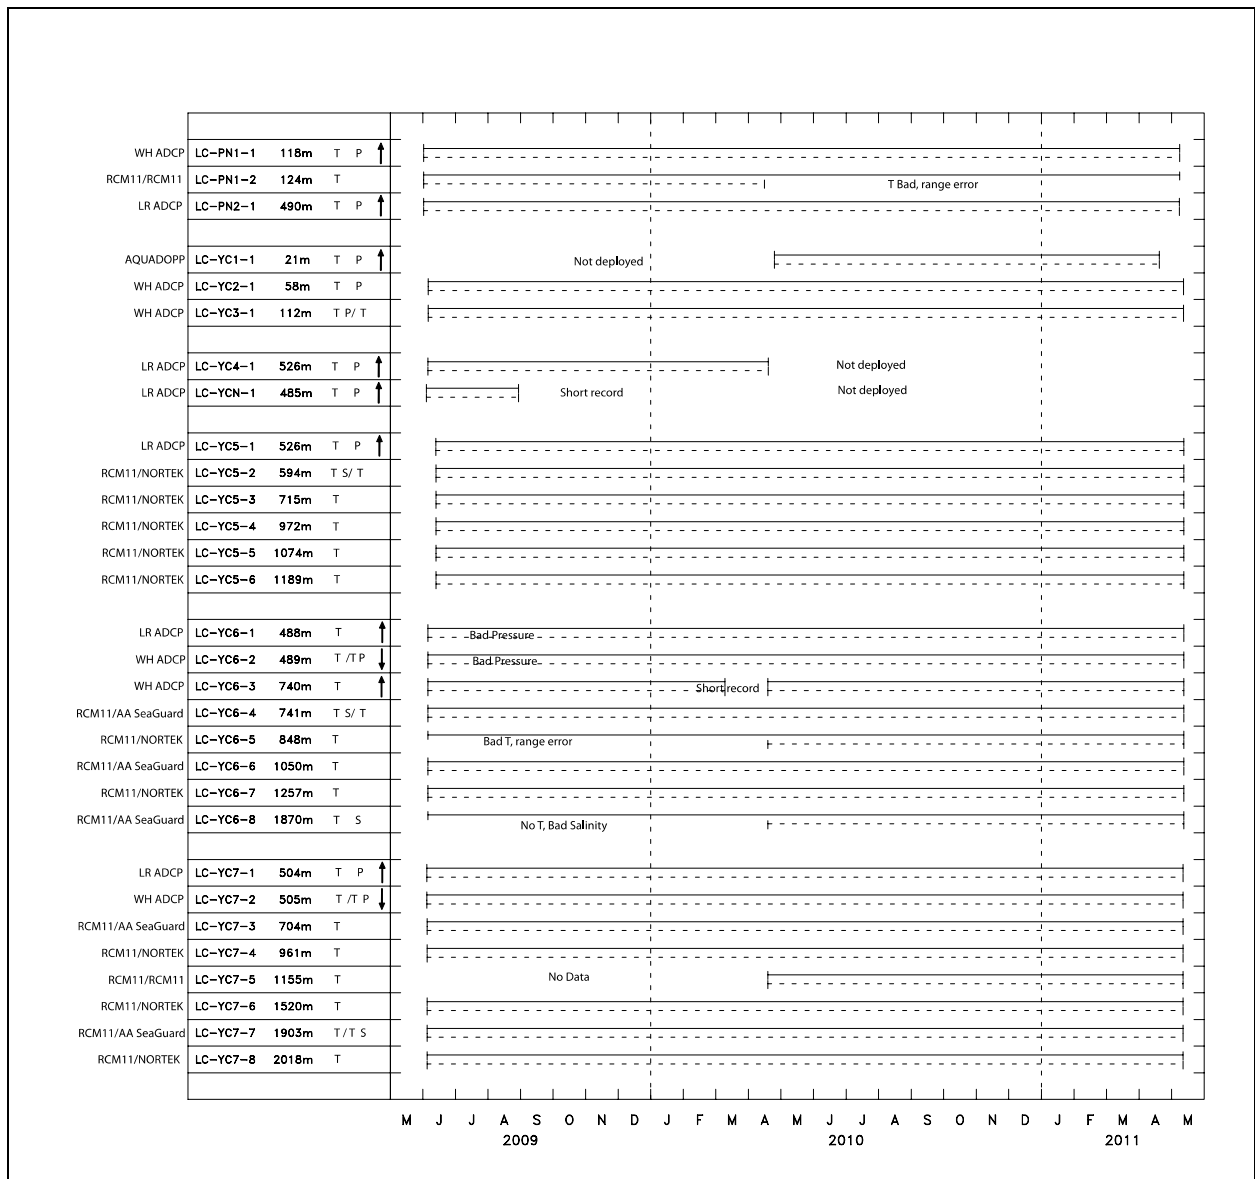 WH ADCP LC-PN1-1 118m T P
RCM11/RCM11 LC-PN1-2 124m T T Bad, range error
LR ADCP LC-PN2-1 490m T P
AQUADOPP LC-YC1-1 21m T P Not deployed
WH ADCP LC-YC2-1 58m T P
WH ADCP LC-YC3-1 112m T P/ T
LR ADCP LC-YC4-1 526m T P Not deployed
LR ADCP LC-YCN-1 485m T P Short record Not deployed
LR ADCP LC-YC5-1 526m T P
RCM11/NORTEK LC-YC5-2 594m T S/ T
RCM11/NORTEK LC-YC5-3 715m T
RCM11/NORTEK LC-YC5-4 972m T
RCM11/NORTEK LC-YC5-5 1074m T
RCM11/NORTEK LC-YC5-6 1189m T
LR ADCP LC-YC6-1 488m T Bad Pressure
WH ADCP LC-YC6-2 489m T /T P Bad Pressure
WH ADCP LC-YC6-3 740m T Short record
RCM11/AA SeaGuard LC-YC6-4 741m T S/ T
RCM11/NORTEK LC-YC6-5 848m T Bad T, range error
RCM11/AA SeaGuard LC-YC6-6 1050m T
RCM11/NORTEK LC-YC6-7 1257m T
RCM11/AA SeaGuard LC-YC6-8 1870m T S No T, Bad Salinity
LR ADCP LC-YC7-1 504m T P
WH ADCP LC-YC7-2 505m T /T P
RCM11/AA SeaGuard LC-YC7-3 704m T
RCM11/NORTEK LC-YC7-4 961m T
RCM11/RCM11 LC-YC7-5 1155m T No Data
RCM11/NORTEK LC-YC7-6 1520m T
RCM11/AA SeaGuard LC-YC7-7 1903m T / T S
RCM11/NORTEK LC-YC7-8 2018m T
M J J A S O N D J F M A M J J A S O N D J F M A M
2009 2010 2011